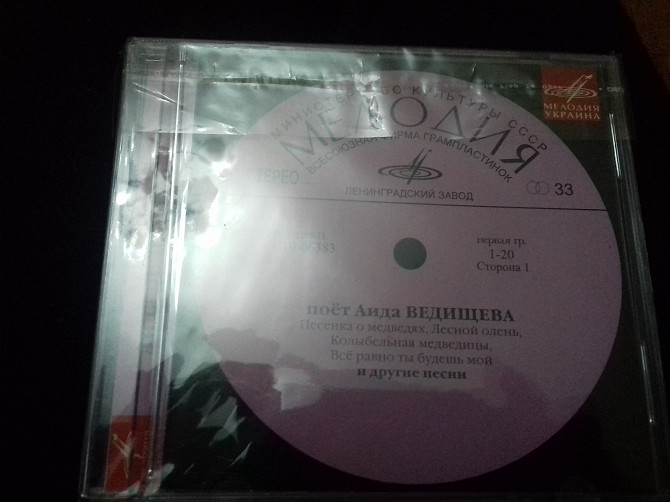 МИНИСТЕРСТВО КУЛЬТУРЫ СССР
МЕЛОДИЯ
ВСЕСОЮЗНАЯ ФИРМА ГРАМПЛАСТИНОК
МЕЛОДИЯ
УКРАИНА
СТЕРЕО
ЛЕНИНГРАДСКИЙ ЗАВОД
33
первая гр.
1-20
Сторона 1
поёт Аида ВЕДИЩЕВА
Песенка о медведях, Лесной олень,
Колыбельная медведицы,
Всё равно ты будешь мой
и другие песни